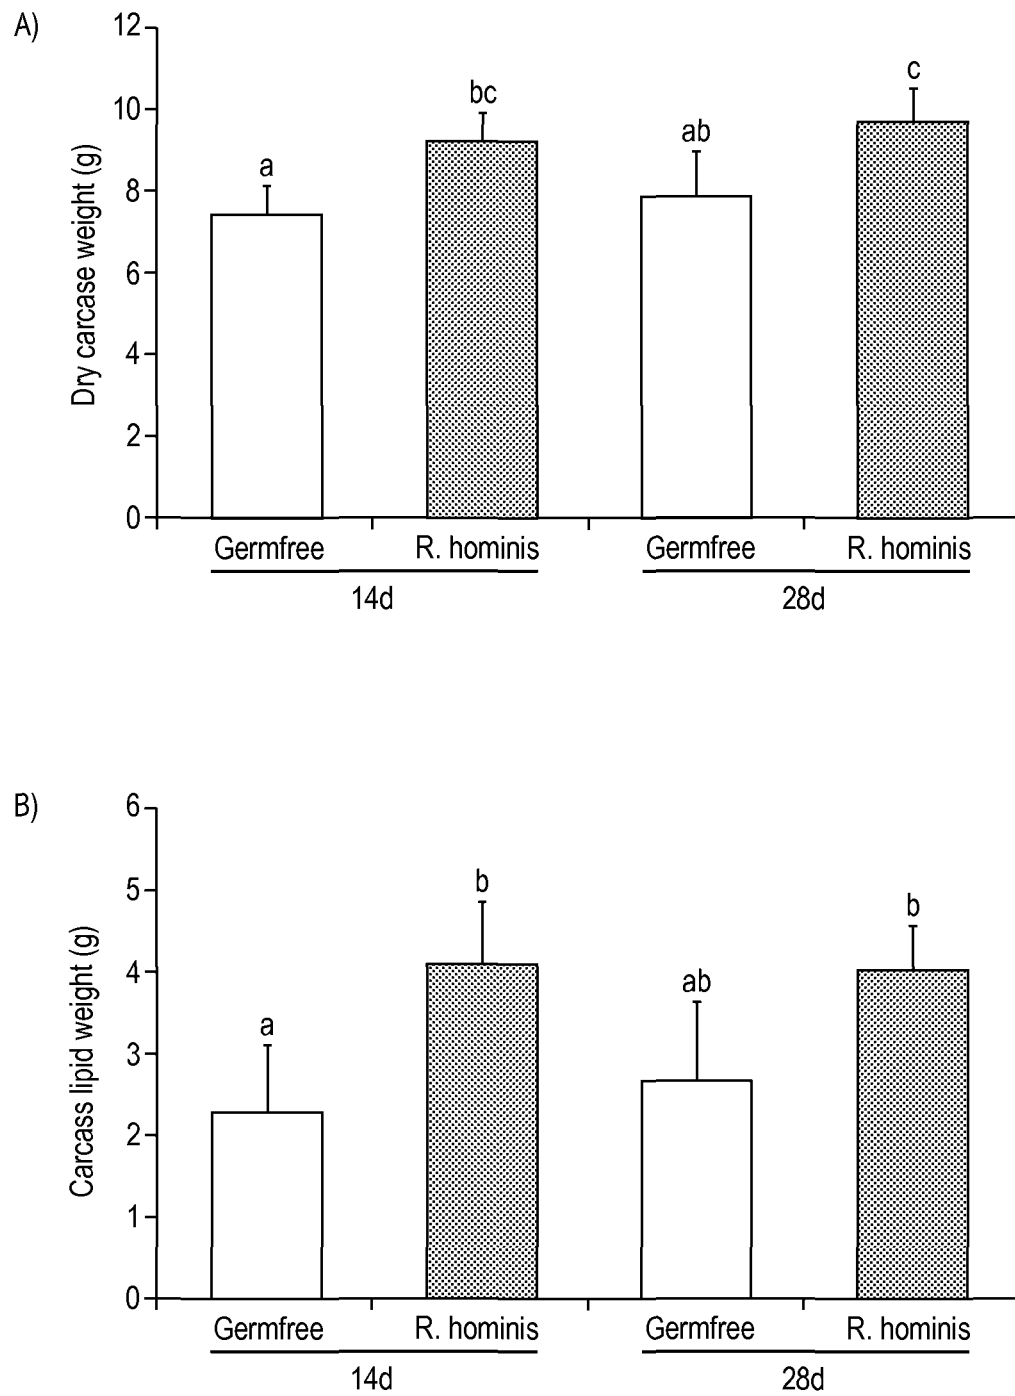 A)
Dry carcase weight (g)
12
10
8
6
4
2
0
a
bc
ab
c
Germfree R. hominis Germfree R. hominis
14d 28d
B)
Carcass lipid weight (g)
6
5
4
3
2
1
0
a
b
ab
b
Germfree R. hominis Germfree R. hominis
14d 28d